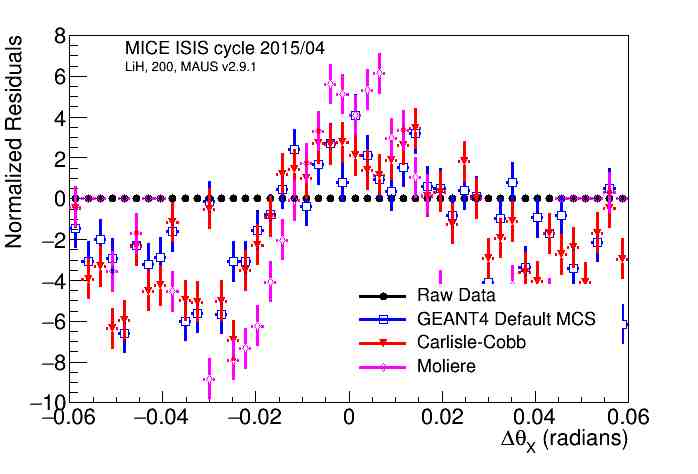 MICE ISIS cycle 2015/04
LiH, 200, MAUS v2.9.1
Normalized Residuals
8
6
4
2
0
−2
−4
−6
−8
−10
Raw Data
GEANT4 Default MCS
Carlisle-Cobb
Moliere
−0.06 −0.04 −0.02 0 0.02 0.04 0.06
ΔθX (radians)